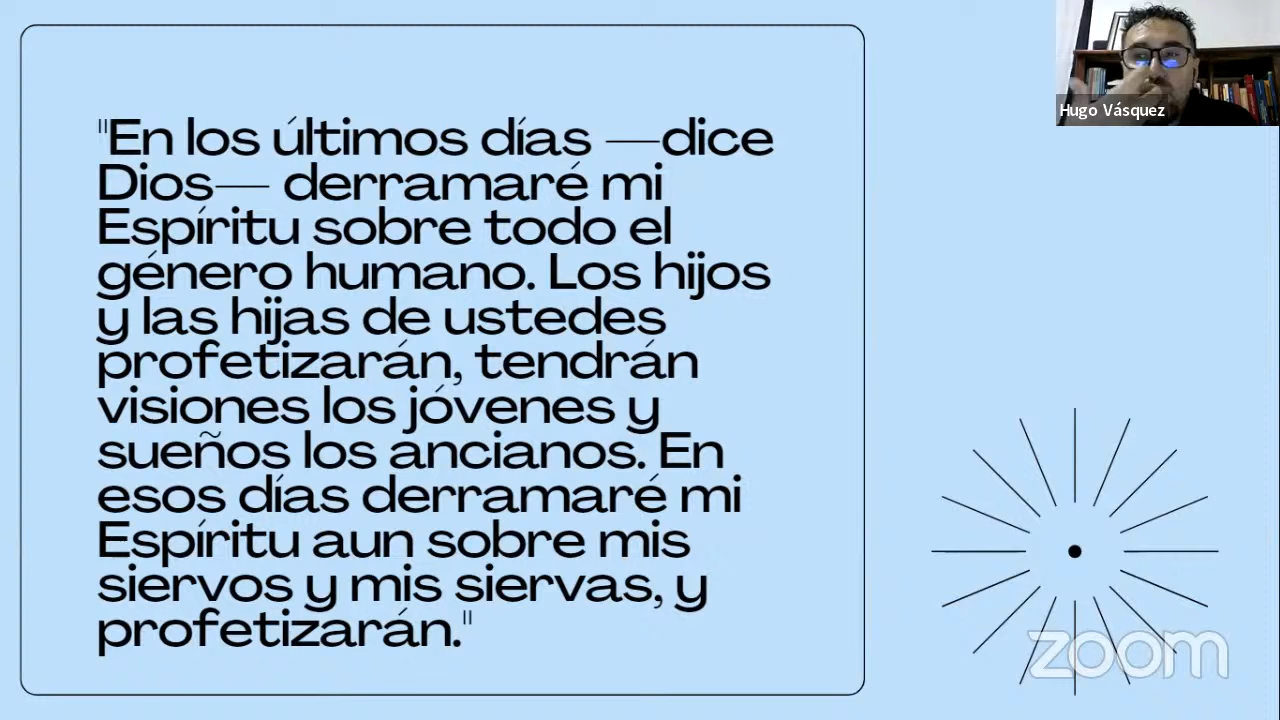 "En los últimos días —dice
Dios— derramaré mi
Espíritu sobre todo el
género humano. Los hijos
y las hijas de ustedes
profetizarán, tendrán
visiones los jóvenes y
sueños los ancianos. En
esos días derramaré mi
Espíritu aun sobre mis
siervos y mis siervas, y
profetizarán."
Hugo Vásquez
zoom